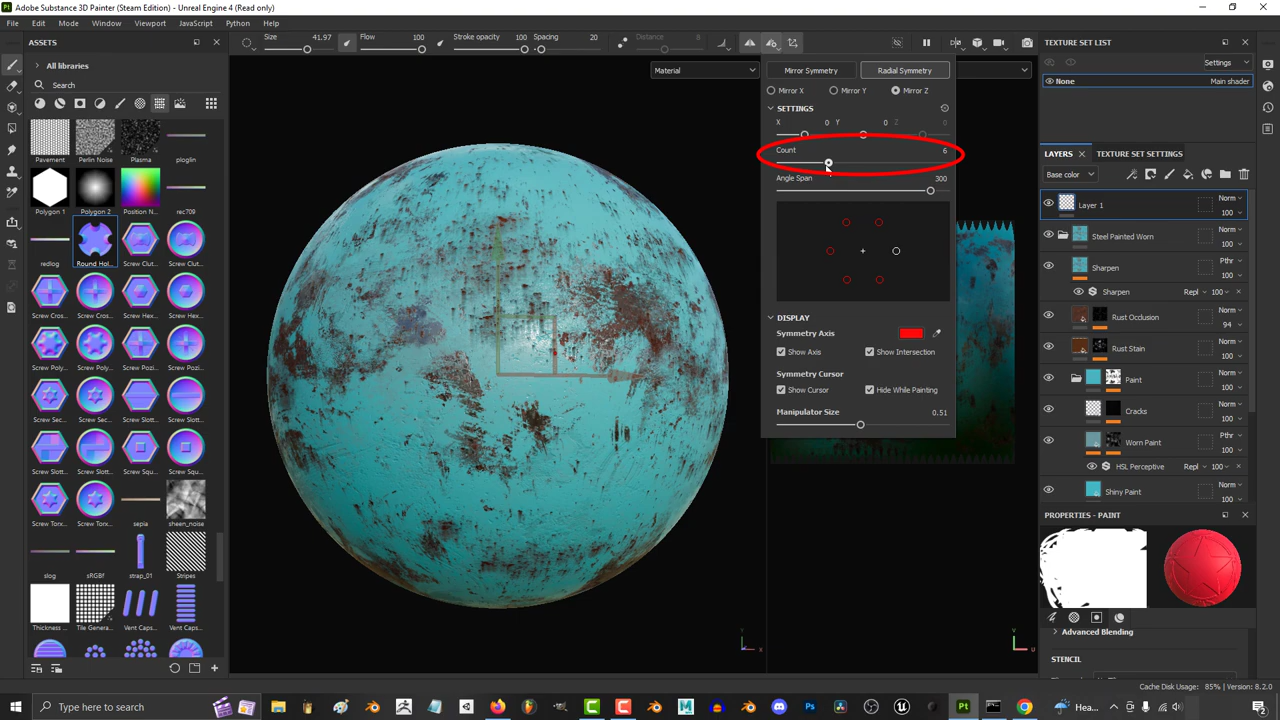 Adobe Substance 3D Painter (Steam Edition) - Unreal Engine 4 (Read only)
File Edit Mode Window Viewport JavaScript Python Help
Size 41.97 Flow 100 Stroke opacity 100 Spacing 20 Distance 8
ASSETS
All libraries
Search
Pavement Perlin Noise Plasma prelollin
Polygon 1 Polygon 2 Position N... rec709
redlog Round Hol... Screw Clut... Screw Clut...
Screw Cros... Screw Cros... Screw Hex... Screw Hex...
Screw Poz... Screw Phil... Screw Pozi... Screw Pozi...
Screw Sec... Screw Sec... Screw Slott... Screw Slott...
Screw Slott... Screw Slott... Screw Squ... Screw Squ...
Screw Torx... Screw Torx... sepia sheen_noise
slog sRGBf strap_01 Stripes
Thickness ... Tile Genera... Vent Caps... Vent Caps...
Material
Mirror Symmetry Radial Symmetry
Mirror X Mirror Y Mirror Z
SETTINGS
X 0 Y 0 Z 0
Count 6
Angle Span 300
DISPLAY
Symmetry Axis
Show Axis Show Intersection
Symmetry Cursor
Show Cursor Hide While Painting
Manipulator Size 0.51
Y
X
V
U
TEXTURE SET LIST
Settings
None Main shader
LAYERS TEXTURE SET SETTINGS
Base color
Layer 1 Norm 100
Steel Painted Worn Norm 100
Sharpen Pthr 100
Sharpen Repl 100
Rust Occlusion Norm 94
Rust Stain Norm 100
Paint Norm 100
Cracks Norm 100
Worn Paint Pthr 100
HSL Perceptive Repl 100
Shiny Paint Norm 100
PROPERTIES - PAINT
Advanced Blending
STENCIL
Cache Disk Usage: 85% | Version: 8.2.0
Type here to search
Pt
Hea...